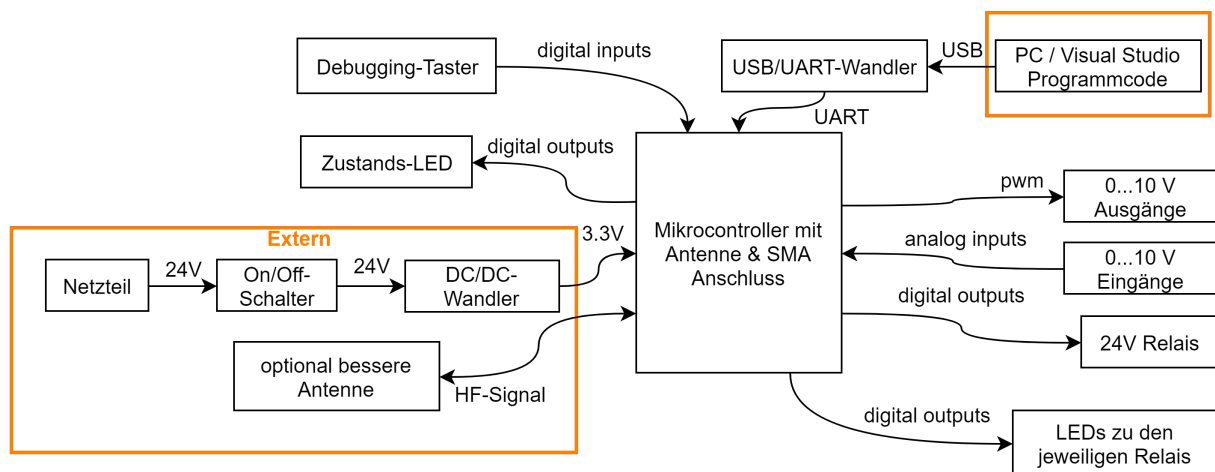 digital inputs
Debugging-Taster
USB/UART-Wandler
USB
PC / Visual Studio
Programmcode
UART
digital outputs
Zustands-LED
Mikrocontroller mit
Antenne & SMA
Anschluss
pwm
0...10 V
Ausgänge
analog inputs
0...10 V
Eingänge
digital outputs
24V Relais
digital outputs
LEDs zu den
jeweiligen Relais
Extern
Netzteil
24V
On/Off-
Schalter
24V
DC/DC-
Wandler
3.3V
optional bessere
Antenne
HF-Signal